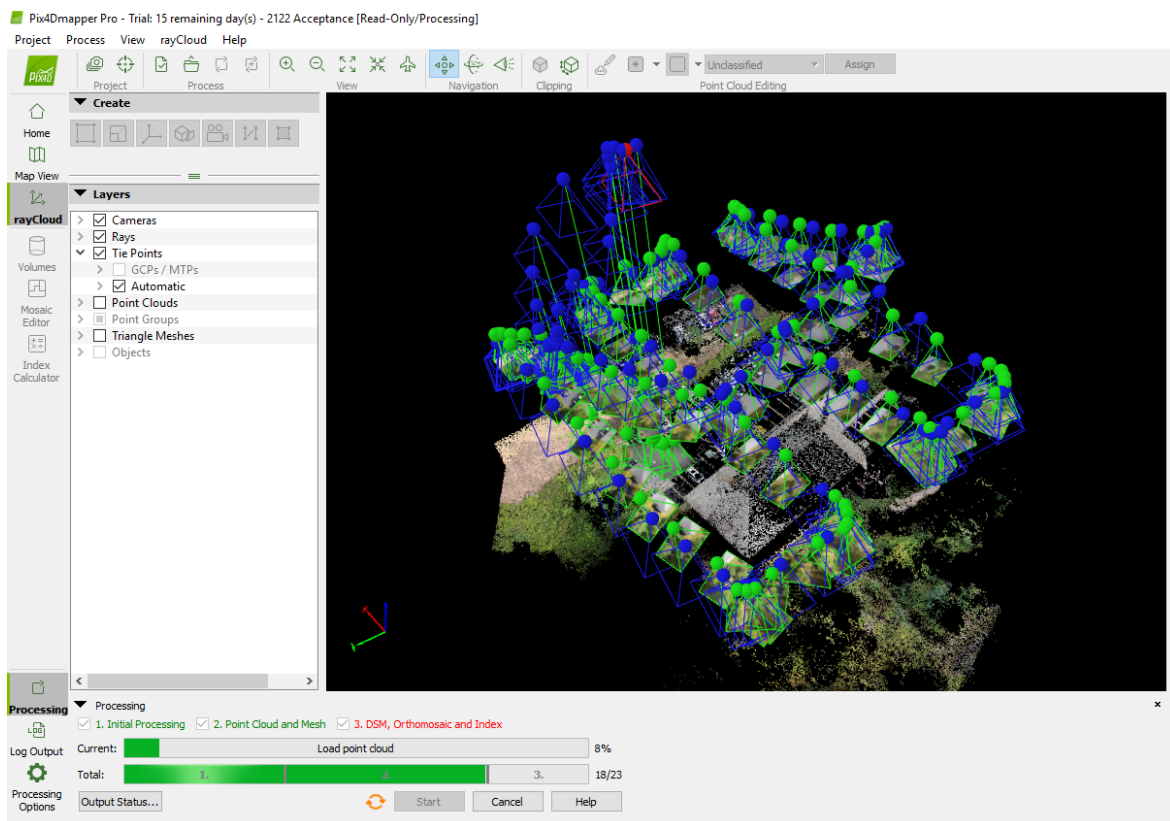 Pix4Dmapper Pro - Trial: 15 remaining day(s) - 2122 Acceptance [Read-Only/Processing]
Project Process View rayCloud Help
PIX4D
Unclassified Assign
Project Process View Navigation Clipping Point Cloud Editing
Home
Map View
rayCloud
Volumes
Mosaic
Editor
Index
Calculator
Create
Layers
Cameras
Rays
Tie Points
GCPs / MTPs
Automatic
Point Clouds
Point Groups
Triangle Meshes
Objects
Processing
LOG
Log Output
Processing
Options
Processing
1. Initial Processing 2. Point Cloud and Mesh 3. DSM, Orthomosaic and Index
Current: Load point cloud 8%
Total: 1. 2. 3. 18/23
Output Status... Start Cancel Help